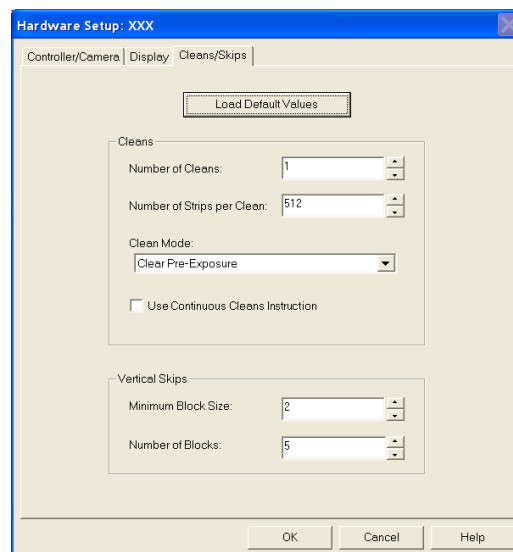 Hardware Setup: XXX
Controller/Camera Display Cleans/Skips
Load Default Values
Cleans
Number of Cleans: 1
Number of Strips per Clean: 512
Clean Mode:
Clear Pre-Exposure
Use Continuous Cleans Instruction
Vertical Skips
Minimum Block Size: 2
Number of Blocks: 5
OK Cancel Help